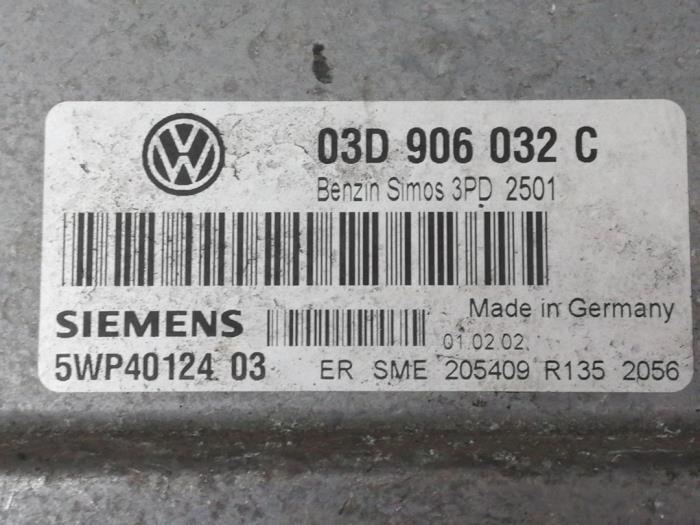 03D 906 032 C
Benzin Simos 3PD 2501
Made in Germany
SIEMENS
01.02.02
5WP40124 03 ER SME 205409 R135 2056